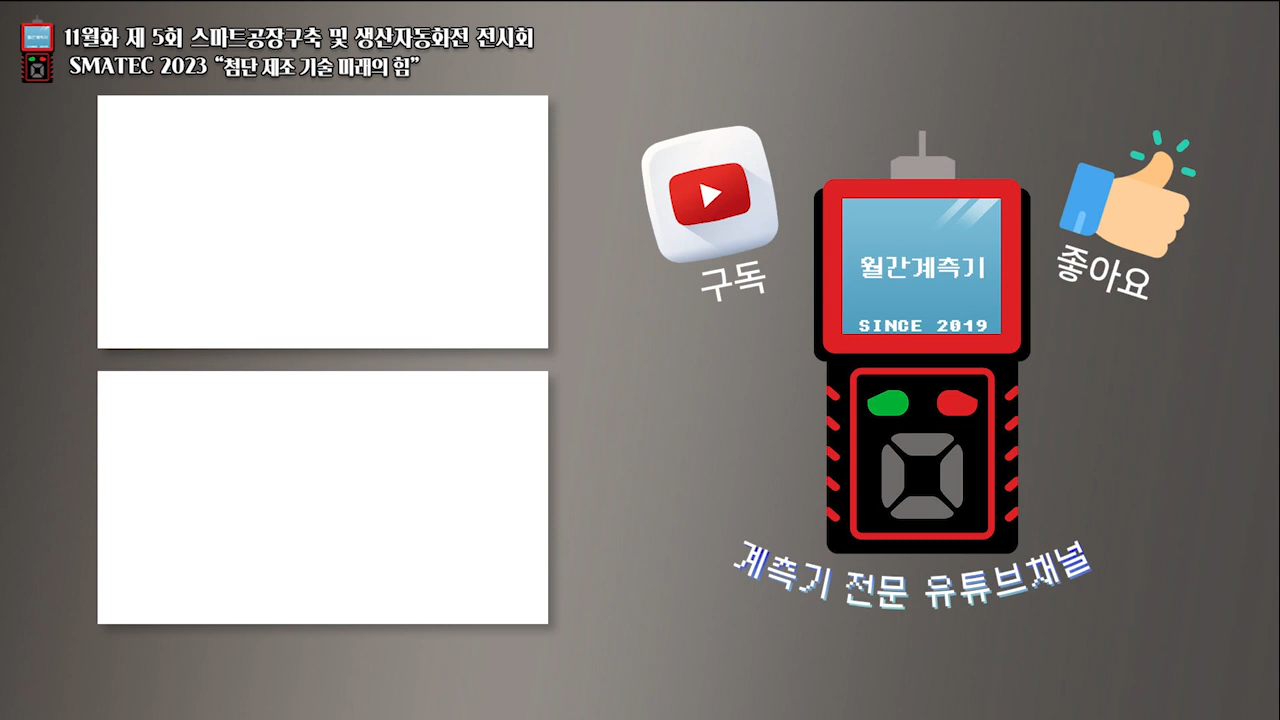 11월화 제 5회 스마트공장구축 및 생산자동화전 전시회
SMATEC 2023 “첨단 제조 기술 미래의 힘”
구독
좋아요
월간계측기
SINCE 2019
계측기 전문 유튜브채널